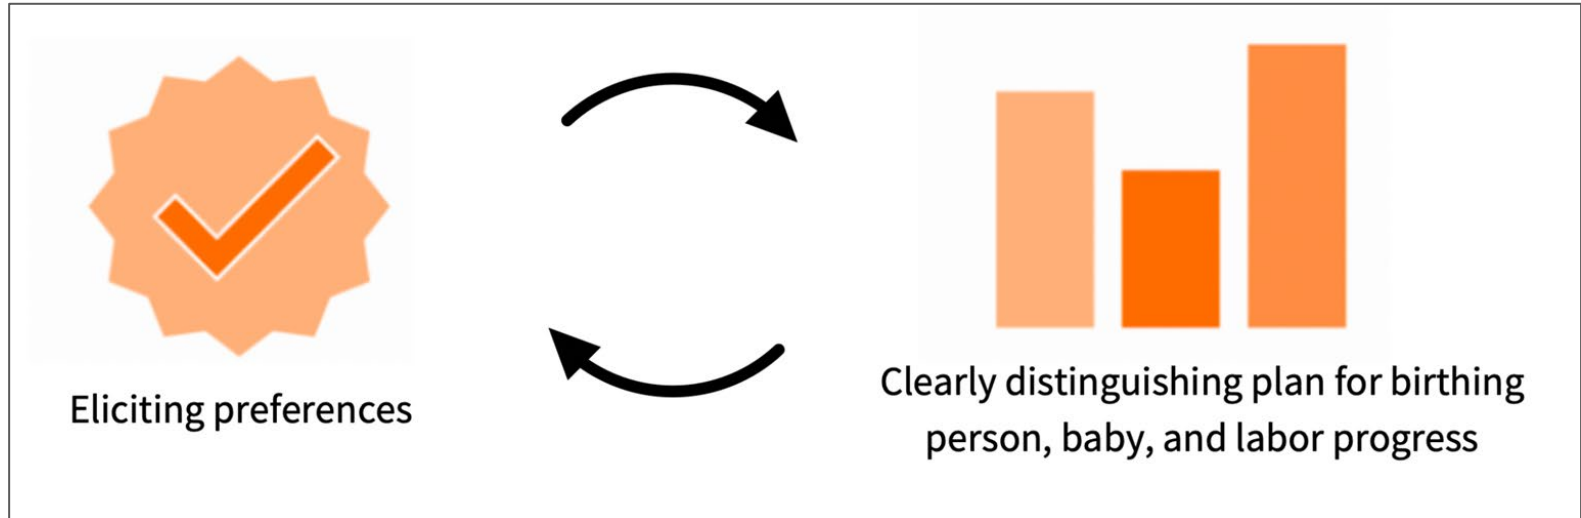 Eliciting preferences
Clearly distinguishing plan for birthing
person, baby, and labor progress